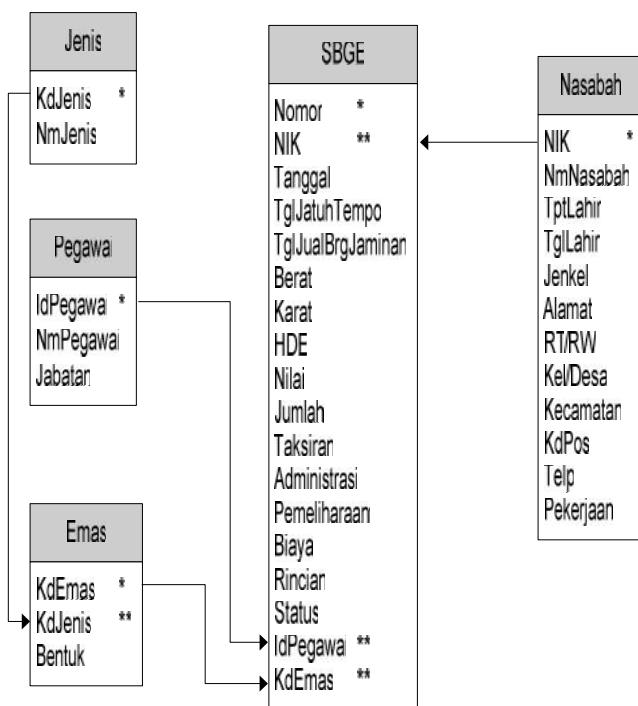 Jenis
KdJenis *
NmJenis
Pegawai
IdPegawai *
NmPegawai
Jabatan
Emas
KdEmas *
KdJenis **
Bentuk
SBGE
Nomor *
NIK **
Tanggal
TglJatuhTempo
TglJualBrgJaminan
Berat
Karat
HDE
Nilai
Jumlah
Taksiran
Administrasi
Pemeliharaan
Biaya
Rincian
Status
IdPegawai **
KdEmas **
Nasabah
NIK *
NmNasabah
TptLahir
TglLahir
Jenkel
Alamat
RT/RW
Kel/Desa
Kecamatan
KdPos
Telp
Pekerjaan